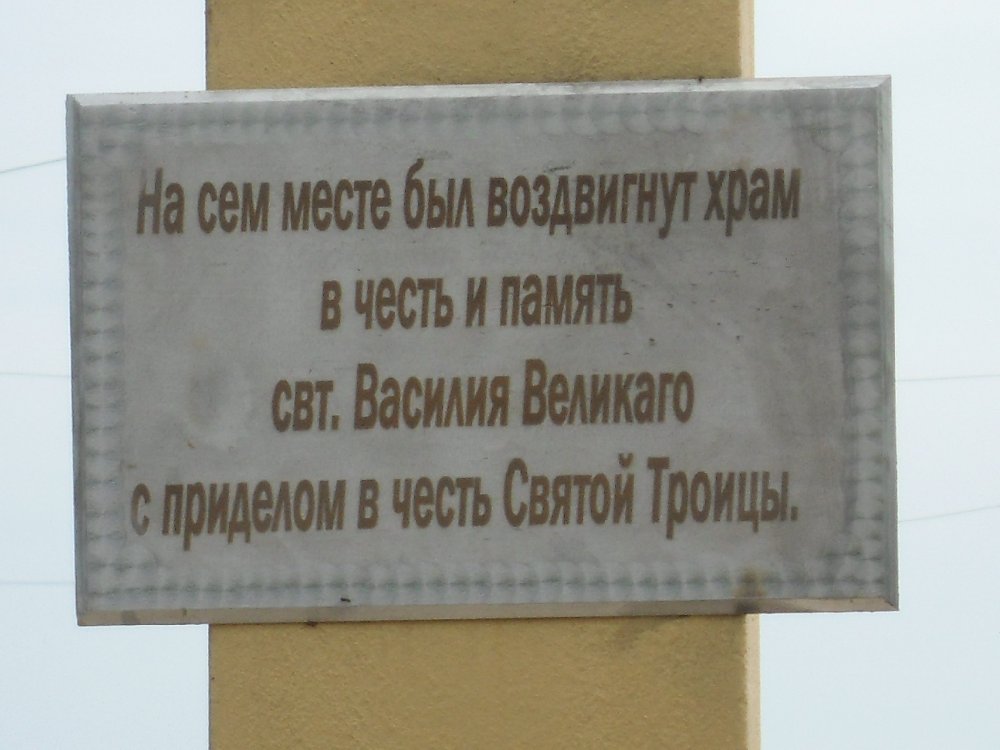 На сем месте был воздвигнут храм
в честь и память
свт. Василия Великаго
с приделом в честь Святой Троицы.